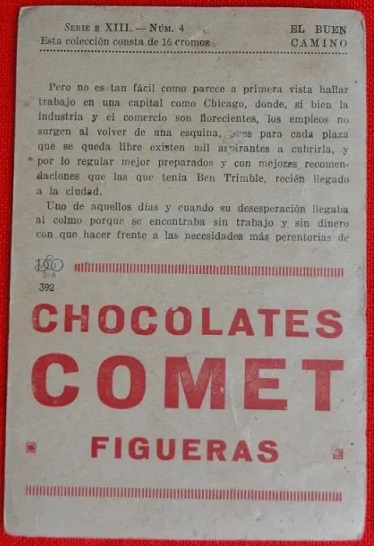 Serie 2 XIII. — Núm. 4 EL BUEN
Esta colección consta de 16 cromos CAMINO
Pero no es tan fácil como parece a primera vista hallar
trabajo en una capital como Chicago, donde, si bien la
industria y el comercio son florecientes, los empleos no
surgen al volver de una esquina, pues para cada plaza
que se queda libre existen mil aspirantes a cubrirla, y
por lo regular mejor preparados y con mejores recomen-
daciones que las que tenía Ben Trimble, recién llegado
a la ciudad.
Uno de aquellos días y cuando su desesperación llegaba
al colmo porque se encontraba sin trabajo y sin dinero
con que hacer frente a las necesidades más perentorias de
S-A
392
CHOCOLATES
COMET
FIGUERAS